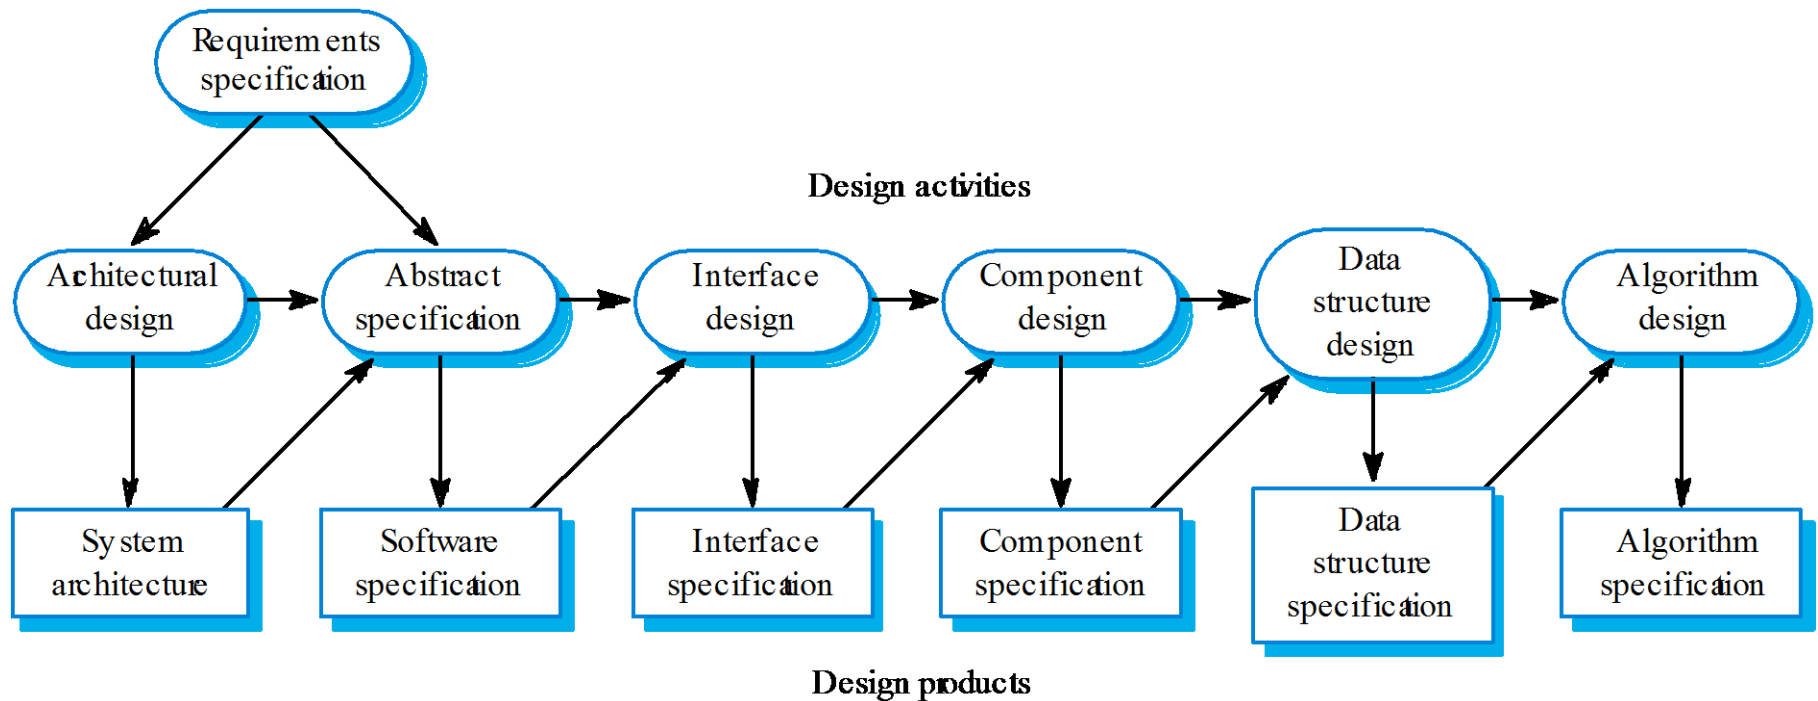 Requirements
specification
Design activities
Architectural
design
Abstract
specification
Interface
design
Component
design
Data
structure
design
Algorithm
design
System
architecture
Software
specification
Interface
specification
Component
specification
Data
structure
specification
Algorithm
specification
Design products